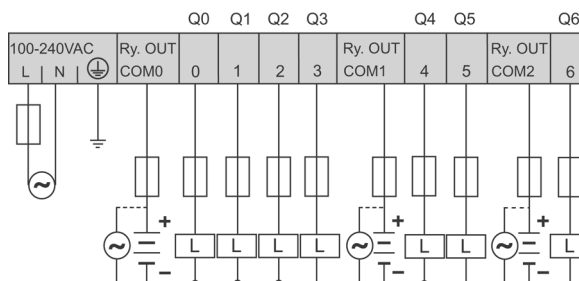 Q0 Q1 Q2 Q3 Q4 Q5 Q6
100-240VAC Ry. OUT Ry. OUT Ry. OUT
L N COM0 0 1 2 3 COM1 4 5 COM2 6
+ + +
L L L L L L L
− − −